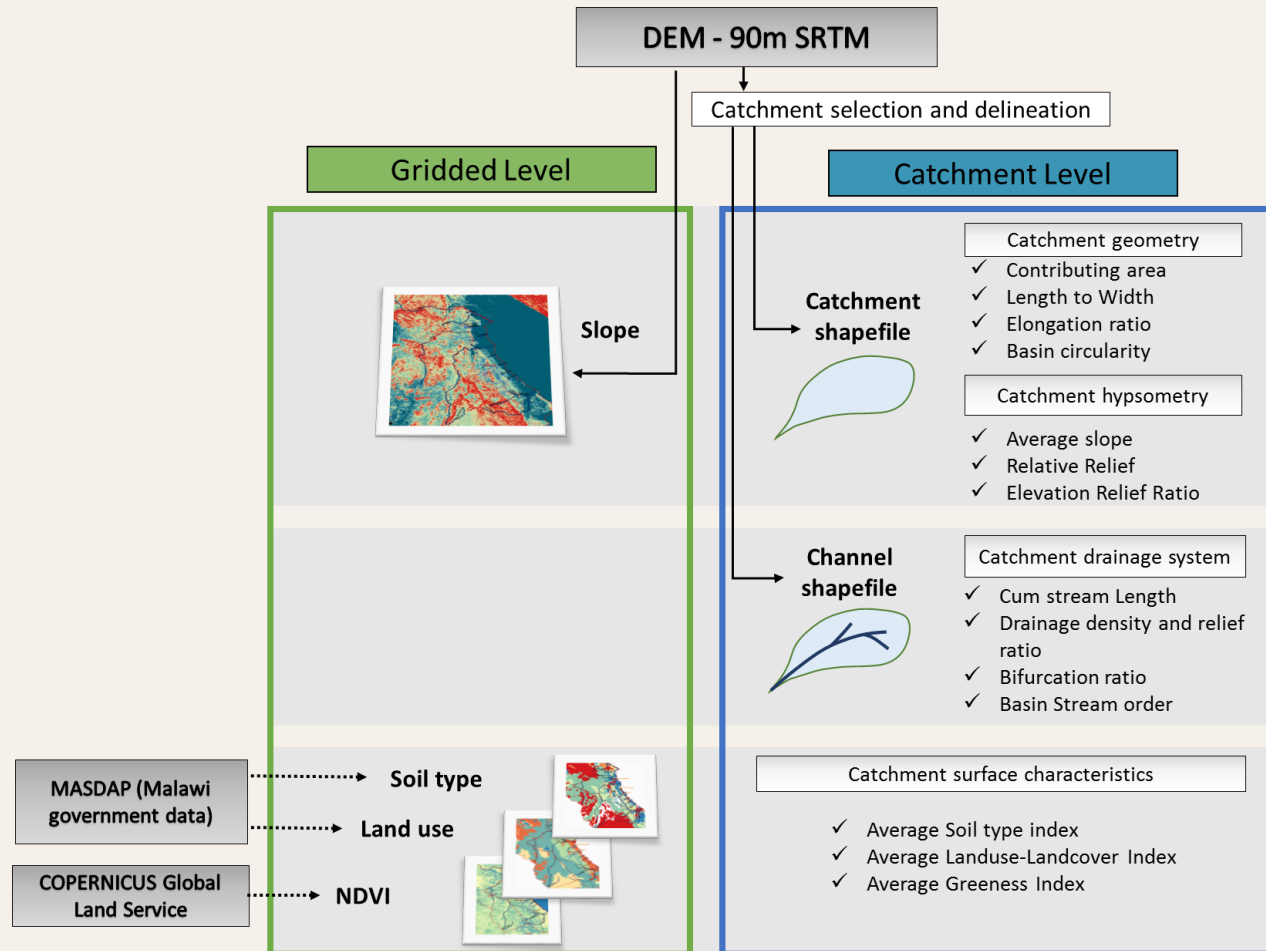 DEM - 90m SRTM
Catchment selection and delineation
Gridded Level
Catchment Level
Slope
Catchment
shapefile
Catchment geometry
✓ Contributing area
✓ Length to Width
✓ Elongation ratio
✓ Basin circularity
Catchment hypsometry
✓ Average slope
✓ Relative Relief
✓ Elevation Relief Ratio
Channel
shapefile
Catchment drainage system
✓ Cum stream Length
✓ Drainage density and relief
ratio
✓ Bifurcation ratio
✓ Basin Stream order
MASDAP (Malawi
government data)
Soil type
Land use
COPERNICUS Global
Land Service
NDVI
Catchment surface characteristics
✓ Average Soil type index
✓ Average Landuse-Landcover Index
✓ Average Greeness Index